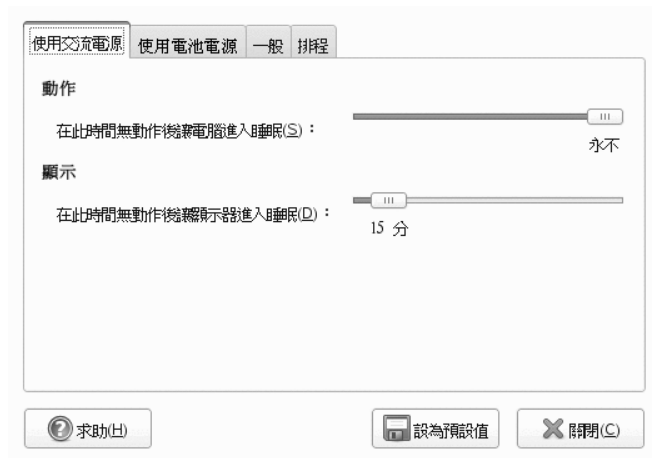 使用交流電源 使用電池電源 一般 排程
動作
在此時間無動作後讓電腦進入睡眠(S)：
永不
顯示
在此時間無動作後讓顯示器進入睡眠(D)：
15 分
求助(H) 設為預設值 關閉(C)